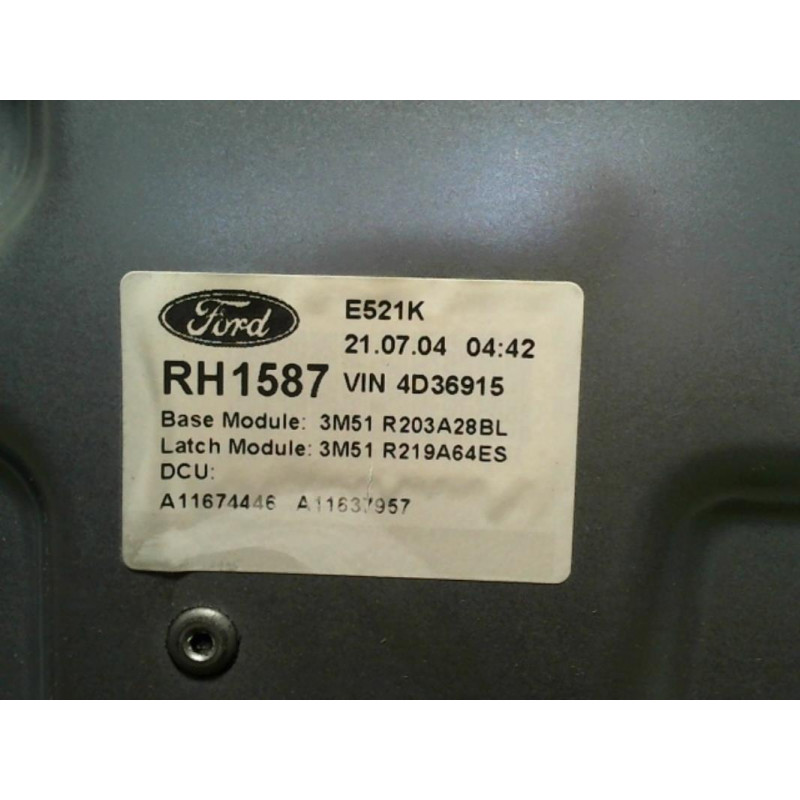 Ford
E521K
21.07.04 04:42
RH1587 VIN 4D36915
Base Module: 3M51 R203A28BL
Latch Module: 3M51 R219A64ES
DCU:
A11674446 A11637957